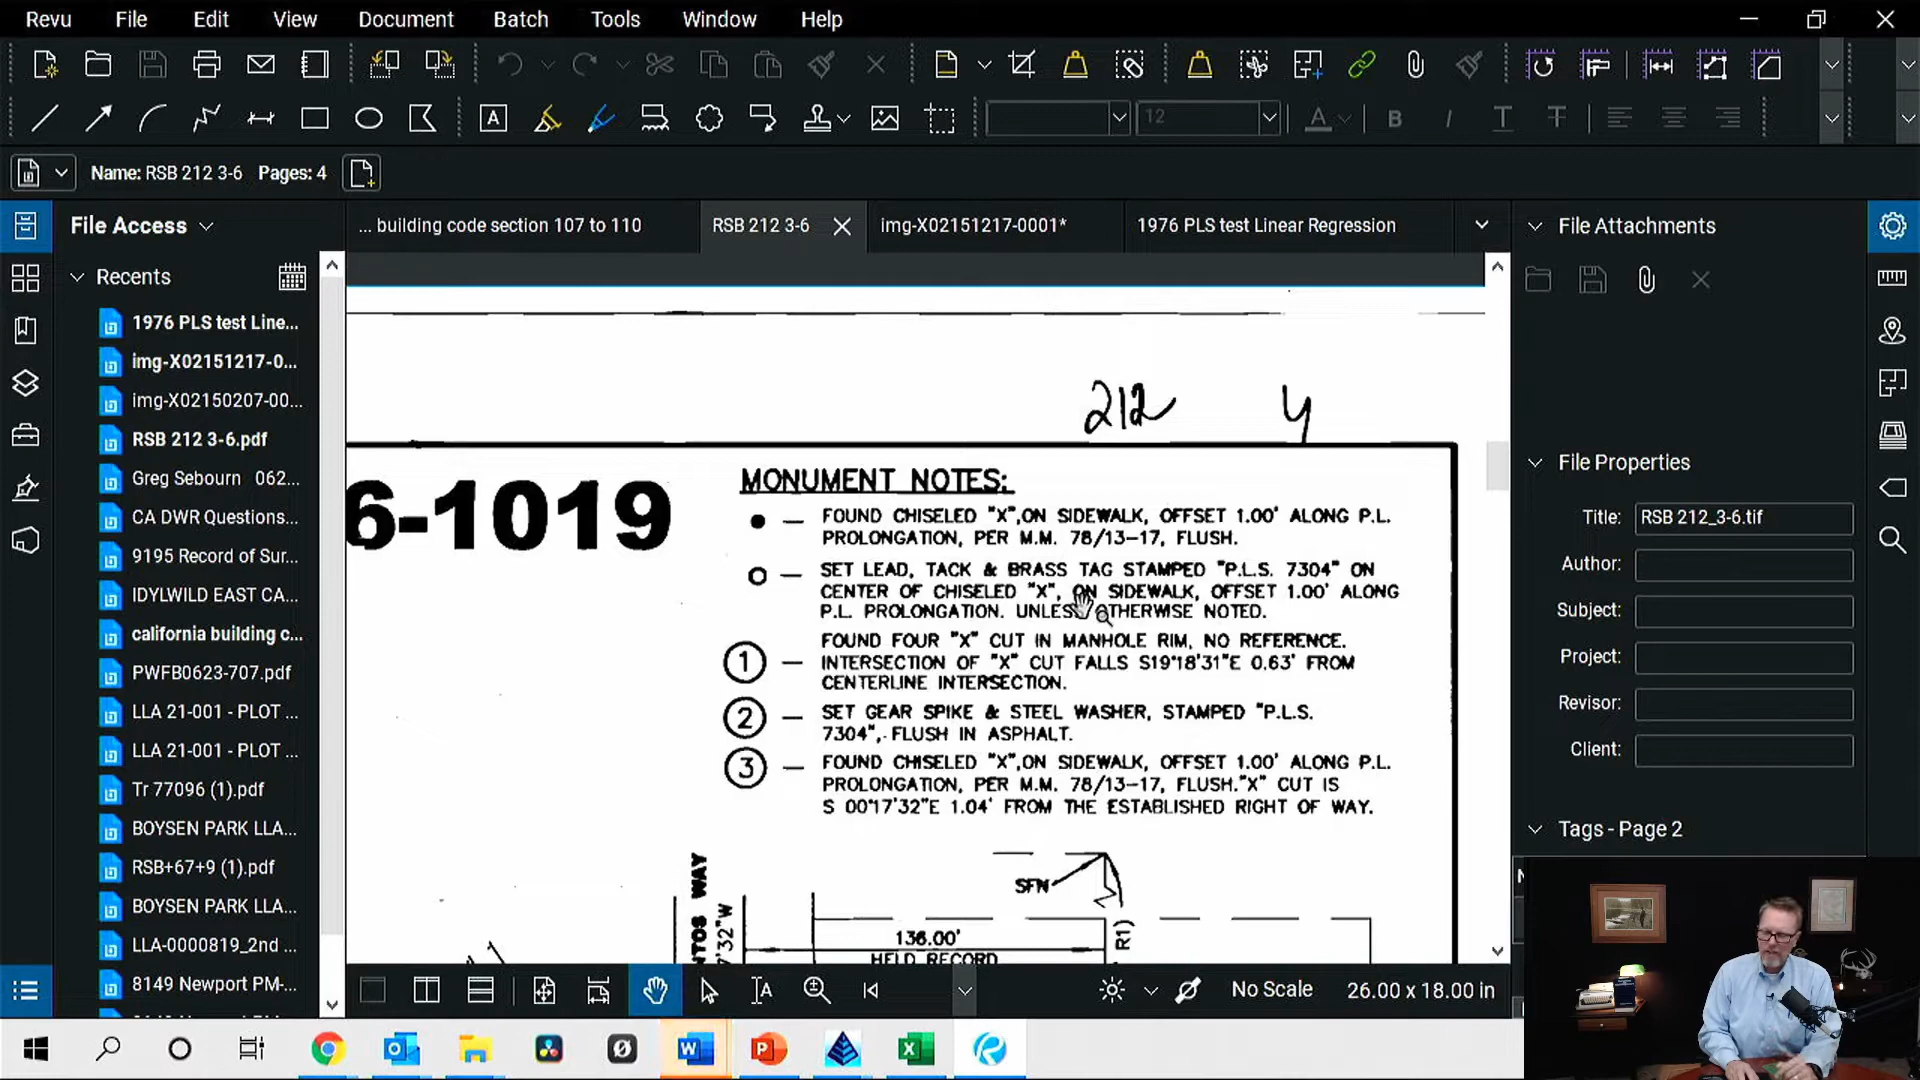 Revu File Edit View Document Batch Tools Window Help
12
Name: RSB 212 3-6 Pages: 4
File Access
... building code section 107 to 110
RSB 212 3-6
img-X02151217-0001*
1976 PLS test Linear Regression
File Attachments
Recents
1976 PLS test Line...
img-X02151217-0...
img-X02150207-00...
RSB 212 3-6.pdf
Greg Sebourn 062...
CA DWR Questions...
9195 Record of Sur...
IDYLWILD EAST CA...
california building c...
PWFB0623-707.pdf
LLA 21-001 - PLOT ...
LLA 21-001 - PLOT ...
Tr 77096 (1).pdf
BOYSEN PARK LLA...
RSB+67+9 (1).pdf
BOYSEN PARK LLA...
LLA-0000819_2nd ...
8149 Newport PM-...
212 4
6-1019
MONUMENT NOTES:
— FOUND CHISELED "X",ON SIDEWALK, OFFSET 1.00' ALONG P.L.
PROLONGATION, PER M.M. 78/13-17, FLUSH.
— SET LEAD, TACK & BRASS TAG STAMPED "P.L.S. 7304" ON
CENTER OF CHISELED "X", ON SIDEWALK, OFFSET 1.00' ALONG
P.L. PROLONGATION. UNLESS OTHERWISE NOTED.
FOUND FOUR "X" CUT IN MANHOLE RIM, NO REFERENCE.
1 — INTERSECTION OF "X" CUT FALLS S19°18'31"E 0.63' FROM
CENTERLINE INTERSECTION.
2 — SET GEAR SPIKE & STEEL WASHER, STAMPED "P.L.S.
7304", FLUSH IN ASPHALT.
3 — FOUND CHISELED "X",ON SIDEWALK, OFFSET 1.00' ALONG P.L.
PROLONGATION, PER M.M. 78/13-17, FLUSH."X" CUT IS
S 00°17'32"E 1.04' FROM THE ESTABLISHED RIGHT OF WAY.
SFN
NTOS WAY
7'32"W
136.00'
HELD RECORD
R1)
File Properties
Title: RSB 212_3-6.tif
Author:
Subject:
Project:
Revisor:
Client:
Tags - Page 2
No Scale 26.00 x 18.00 in